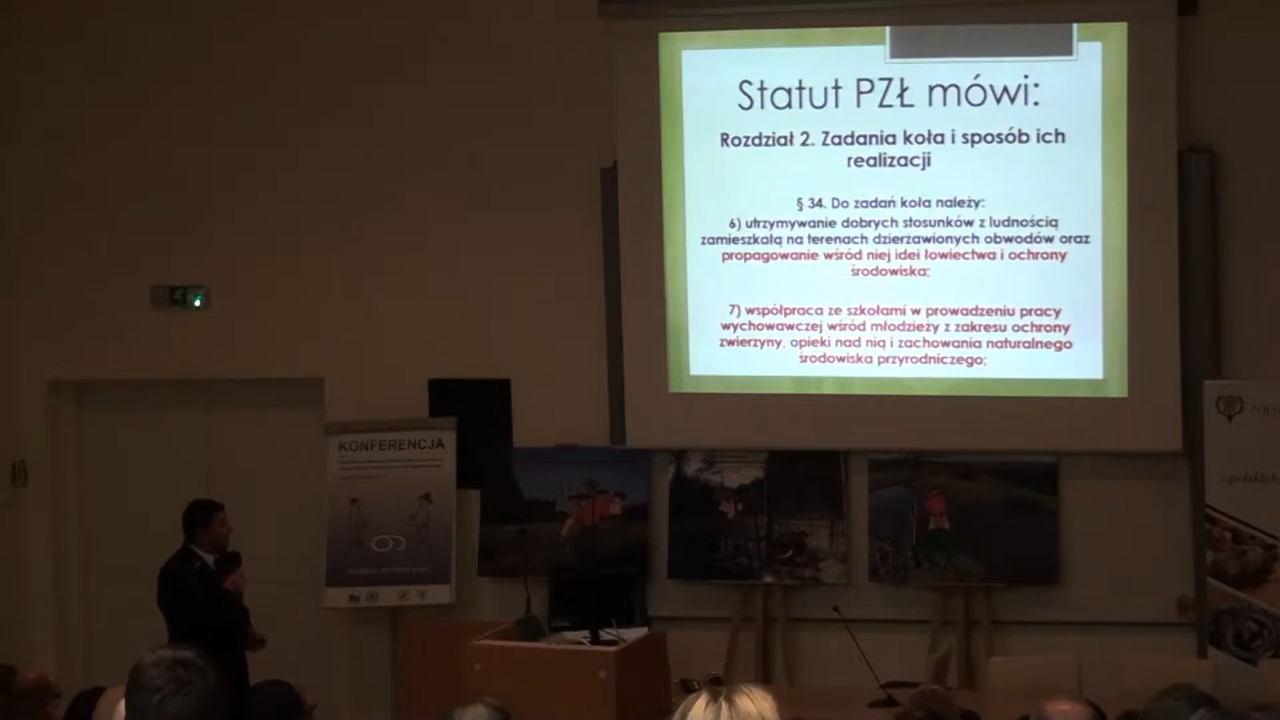 Statut PZŁ mówi:
Rozdział 2. Zadania koła i sposób ich
realizacji
§ 34. Do zadań koła należy:
6) utrzymywanie dobrych stosunków z ludnością
zamieszkałą na terenach dzierżawionych obwodów oraz
propagowanie wśród niej idei łowiectwa i ochrony
środowiska;
7) współpraca ze szkołami w prowadzeniu pracy
wychowawczej wśród młodzieży z zakresu ochrony
zwierzyny, opieki nad nią i zachowania naturalnego
środowiska przyrodniczego;
KONFERENCJA